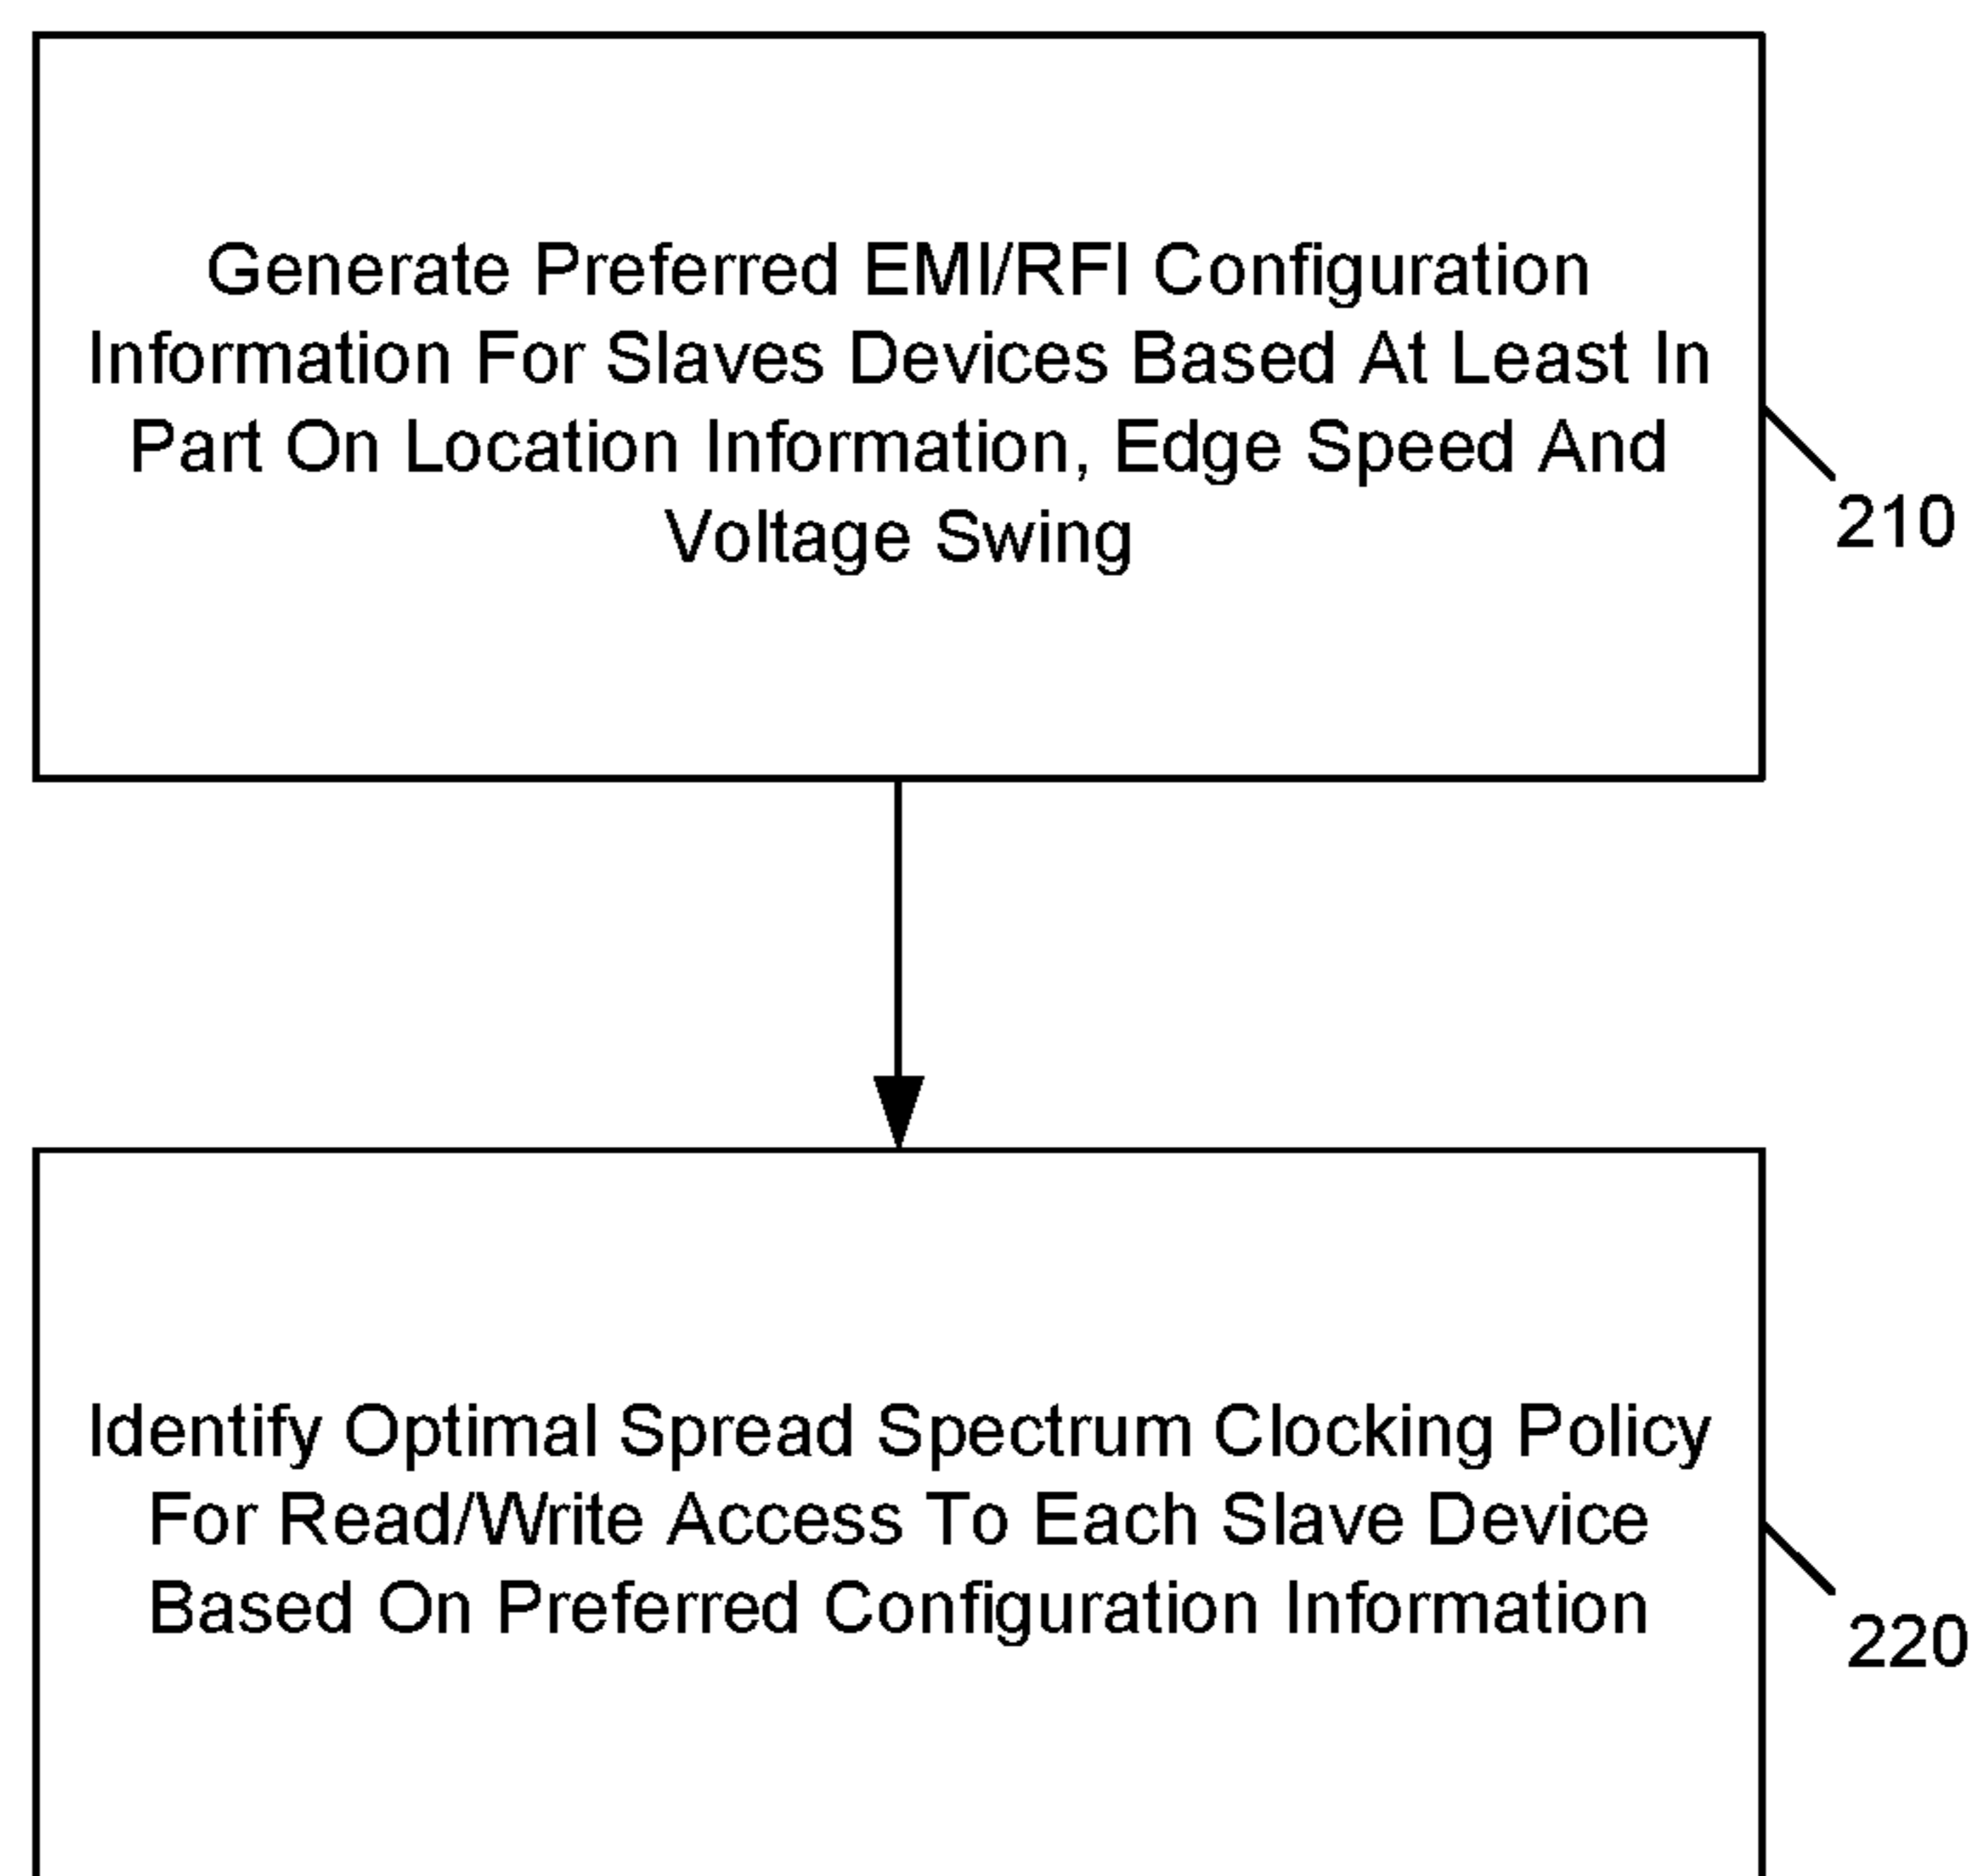 Generate Preferred EMI/RFI Configuration
Information For Slaves Devices Based At Least In
Part On Location Information, Edge Speed And
Voltage Swing
210
Identify Optimal Spread Spectrum Clocking Policy
For Read/Write Access To Each Slave Device
Based On Preferred Configuration Information
220